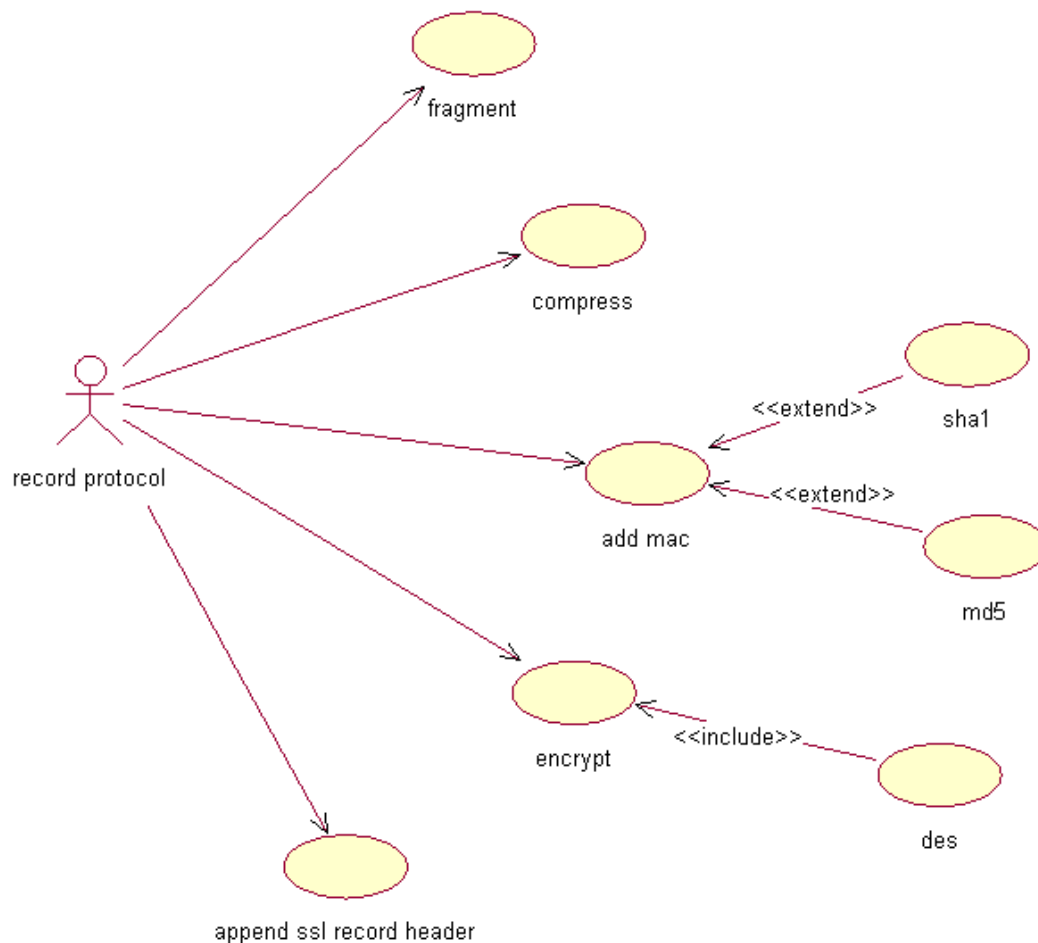 fragment
compress
<<extend>>
sha1
record protocol
<<extend>>
add mac
md5
<<include>>
encrypt
des
append ssl record header